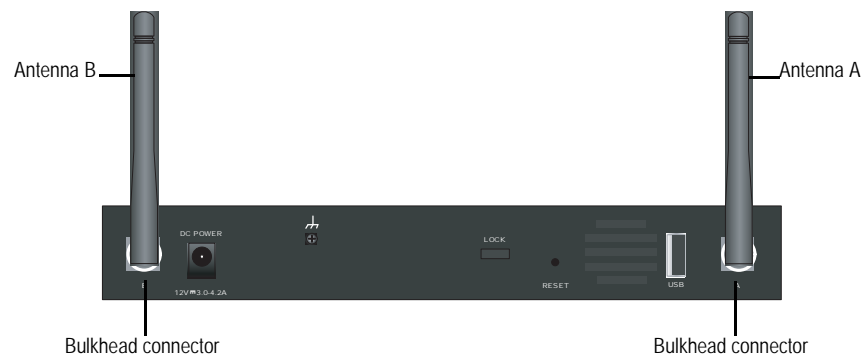 Antenna B
Antenna A
DC POWER
LOCK
RESET
USB
B
A
12V⎓3.0-4.2A
Bulkhead connector
Bulkhead connector